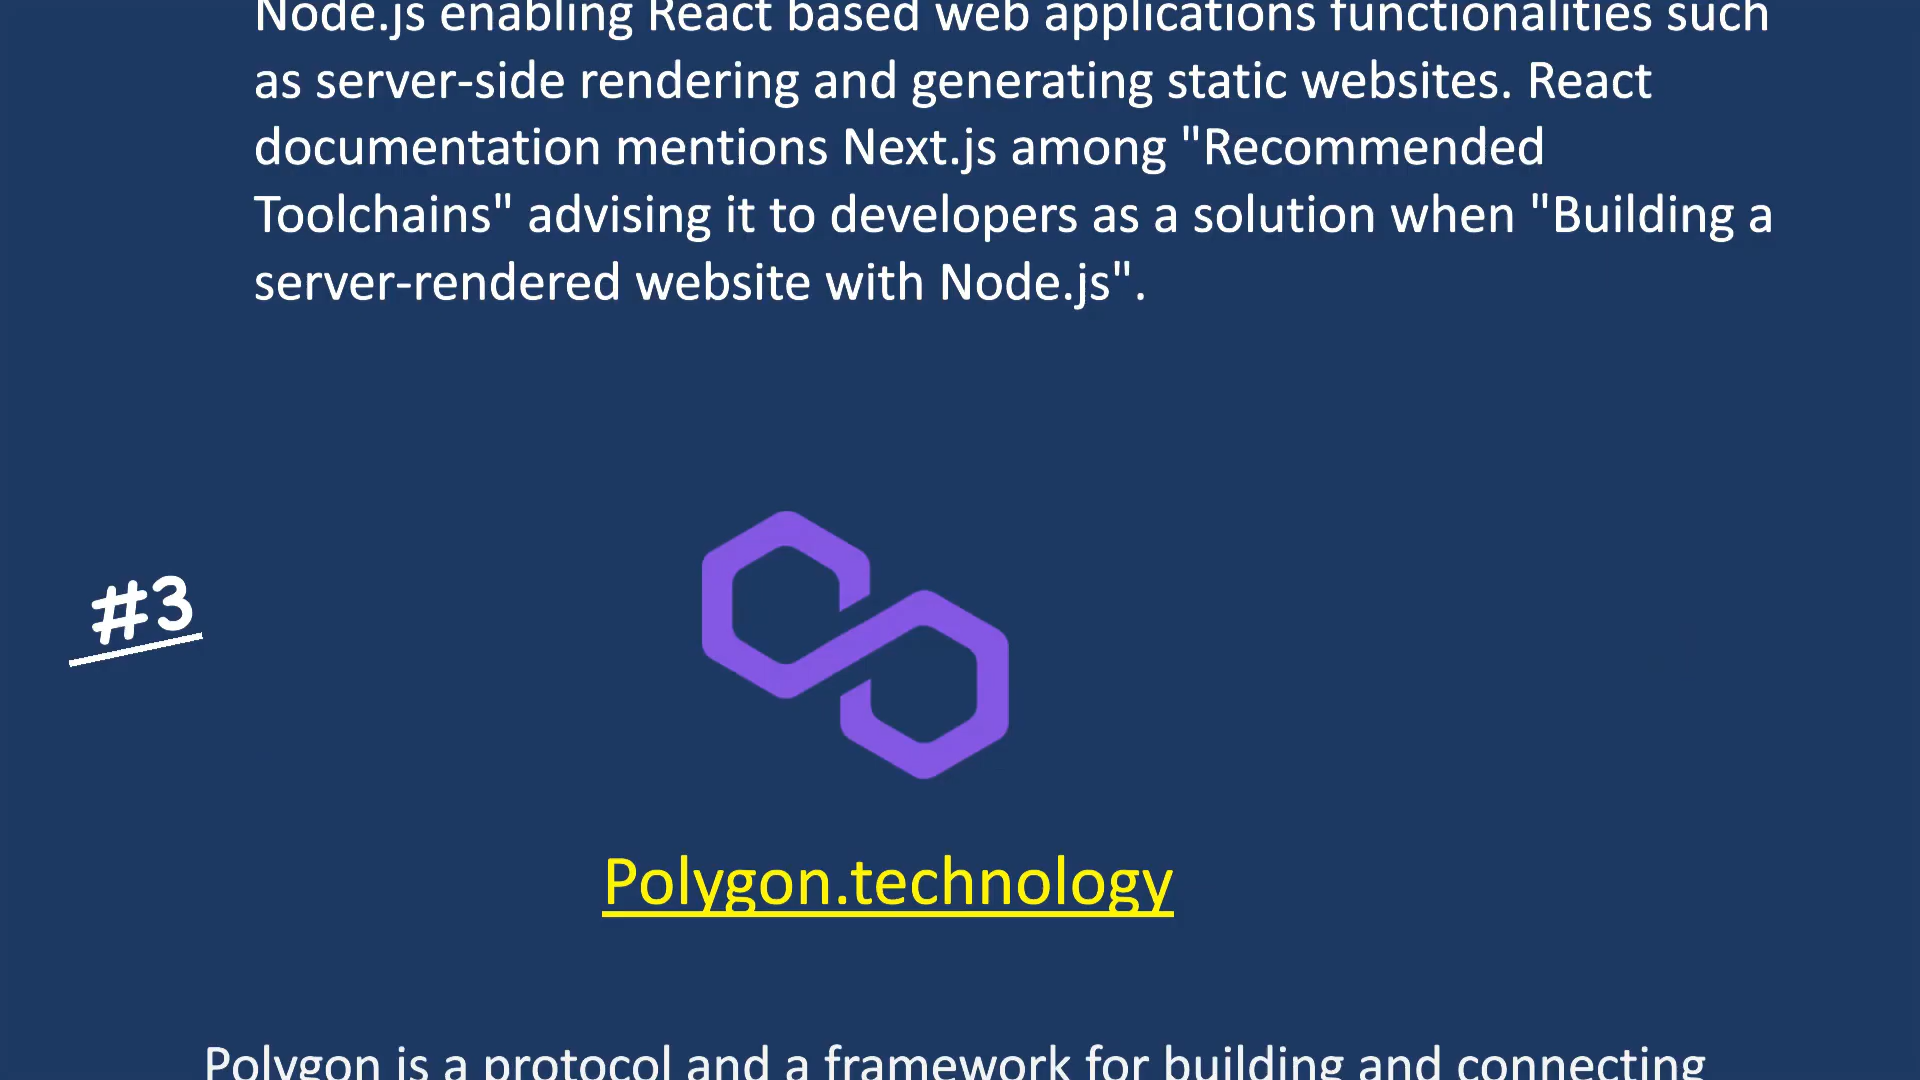 Node.js enabling React based web applications functionalities such
as server-side rendering and generating static websites. React
documentation mentions Next.js among "Recommended
Toolchains" advising it to developers as a solution when "Building a
server-rendered website with Node.js".
#3
Polygon.technology
Polygon is a protocol and a framework for building and connecting